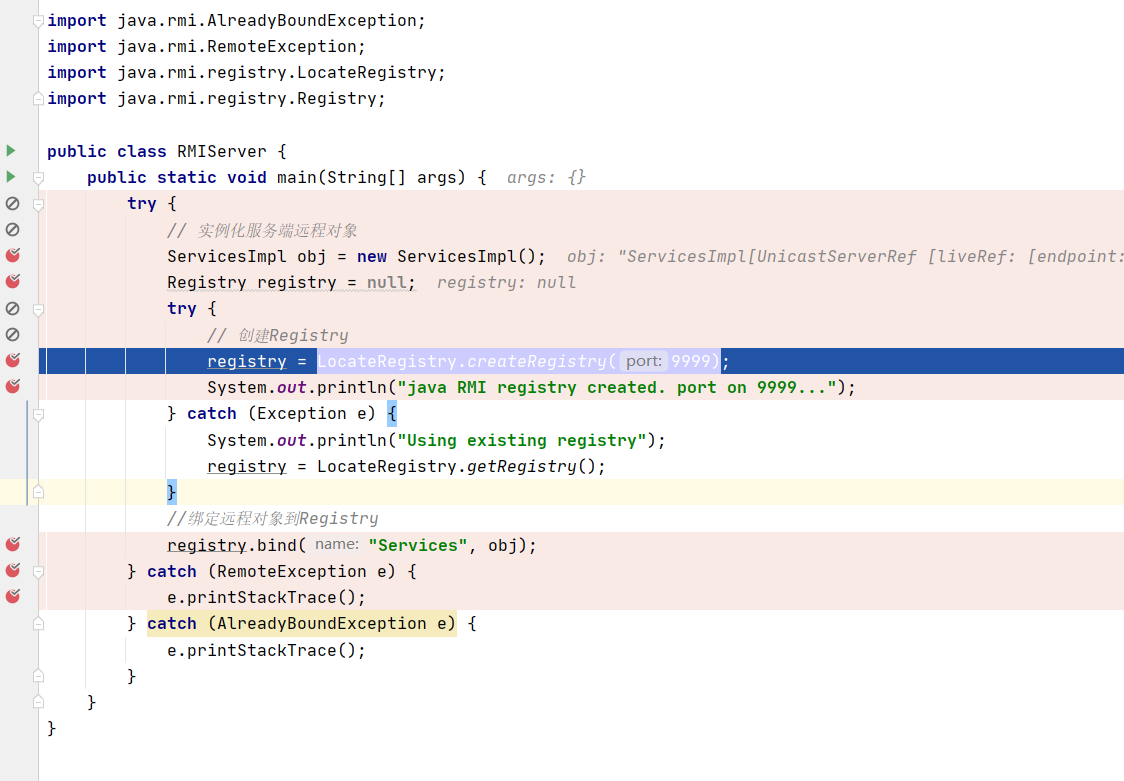 import java.rmi.AlreadyBoundException;
import java.rmi.RemoteException;
import java.rmi.registry.LocateRegistry;
import java.rmi.registry.Registry;
public class RMIServer {
public static void main(String[] args) { args: {}
try {
// 实例化服务端远程对象
ServicesImpl obj = new ServicesImpl(); obj: "ServicesImpl[UnicastServerRef [liveRef: [endpoint:
Registry registry = null; registry: null
try {
// 创建Registry
registry = LocateRegistry.createRegistry( port: 9999);
System.out.println("java RMI registry created. port on 9999...");
} catch (Exception e) {
System.out.println("Using existing registry");
registry = LocateRegistry.getRegistry();
}
//绑定远程对象到Registry
registry.bind( name: "Services", obj);
} catch (RemoteException e) {
e.printStackTrace();
} catch (AlreadyBoundException e) {
e.printStackTrace();
}
}
}